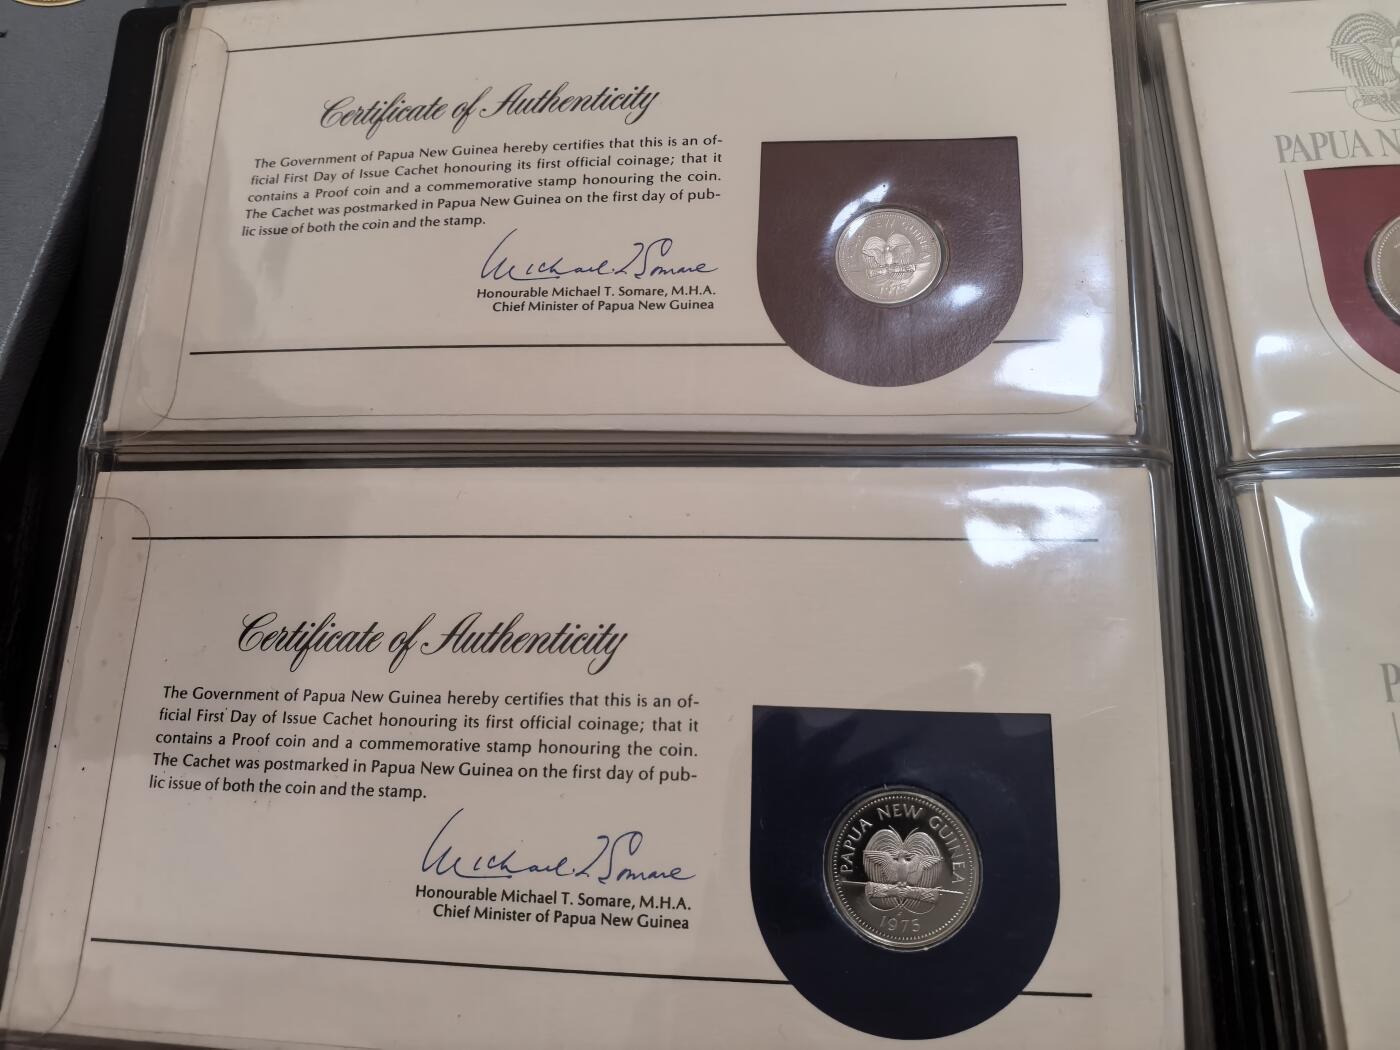 Certificate of Authenticity
The Government of Papua New Guinea hereby certifies that this is an of-
ficial First Day of Issue Cachet honouring its first official coinage; that it
contains a Proof coin and a commemorative stamp honouring the coin.
The Cachet was postmarked in Papua New Guinea on the first day of pub-
lic issue of both the coin and the stamp.
Michael T Somare
Honourable Michael T. Somare, M.H.A.
Chief Minister of Papua New Guinea
NEW GUINEA
1975
PAPUA N
Certificate of Authenticity
The Government of Papua New Guinea hereby certifies that this is an of-
ficial First Day of Issue Cachet honouring its first official coinage; that it
contains a Proof coin and a commemorative stamp honouring the coin.
The Cachet was postmarked in Papua New Guinea on the first day of pub-
lic issue of both the coin and the stamp.
Michael T Somare
Honourable Michael T. Somare, M.H.A.
Chief Minister of Papua New Guinea
PAPUA NEW GUINEA
1975
P